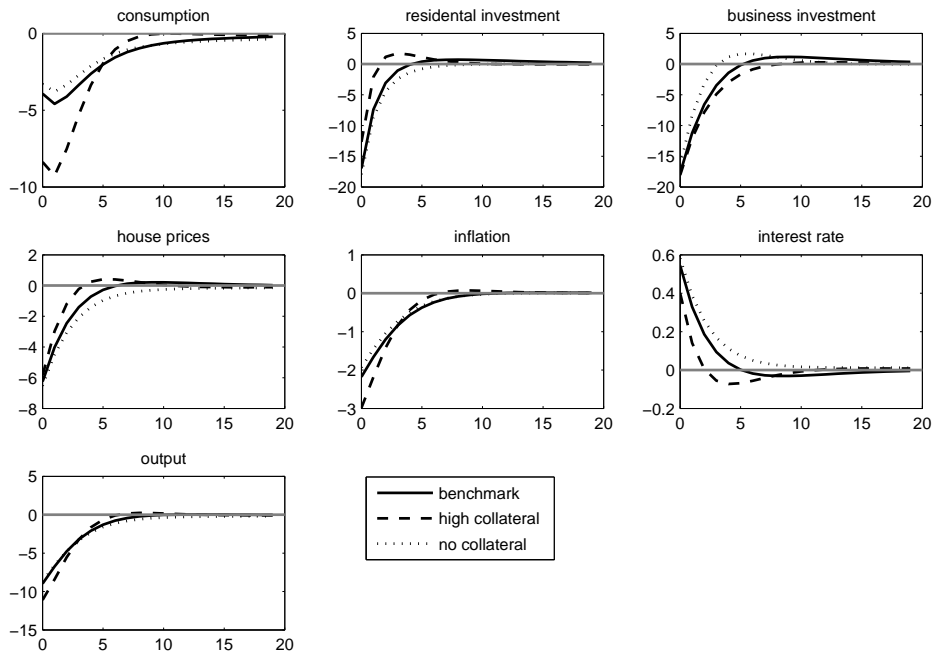 consumption
residental investment
business investment
0
−5
−10
0 5 10 15 20
5
0
−5
−10
−15
−20
0 5 10 15 20
5
0
−5
−10
−15
−20
0 5 10 15 20
house prices
inflation
interest rate
2
0
−2
−4
−6
−8
0 5 10 15 20
1
0
−1
−2
−3
0 5 10 15 20
0.6
0.4
0.2
0
−0.2
0 5 10 15 20
output
5
0
−5
−10
−15
0 5 10 15 20
benchmark
high collateral
no collateral